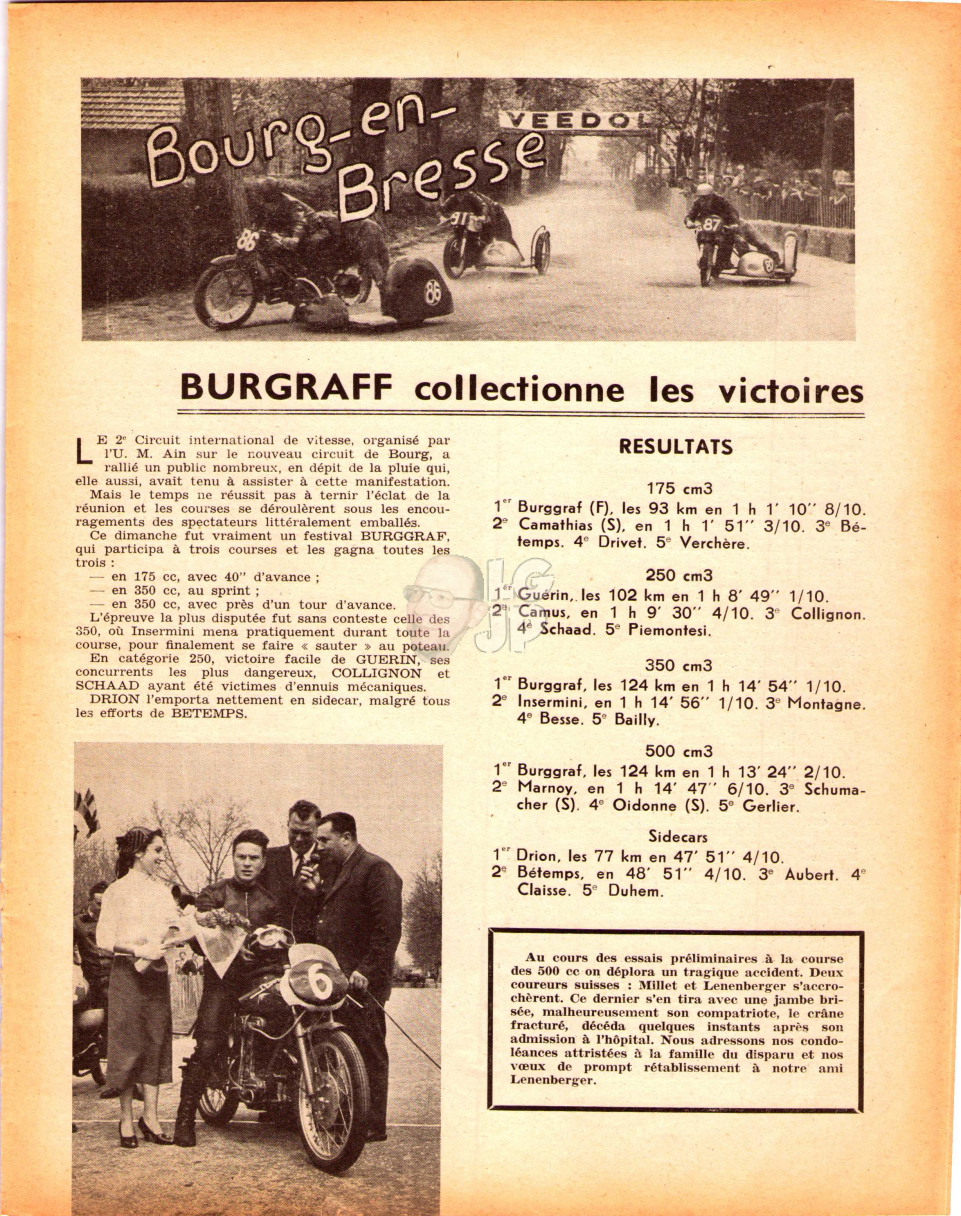 Bourg-en-
Bresse
VEEDOL
86
91
87
86
BURGRAFF collectionne les victoires
LE 2e Circuit international de vitesse, organisé par
l'U. M. Ain sur le nouveau circuit de Bourg, a
rallié un public nombreux, en dépit de la pluie qui,
elle aussi, avait tenu à assister à cette manifestation.
Mais le temps ne réussit pas à ternir l'éclat de la
réunion et les courses se déroulèrent sous les encou-
ragements des spectateurs littéralement emballés.
Ce dimanche fut vraiment un festival BURGGRAF,
qui participa à trois courses et les gagna toutes les
trois :
— en 175 cc, avec 40'' d'avance ;
— en 350 cc, au sprint ;
— en 350 cc, avec près d'un tour d'avance.
L'épreuve la plus disputée fut sans conteste celle des
350, où Insermini mena pratiquement durant toute la
course, pour finalement se faire « sauter » au poteau.
En catégorie 250, victoire facile de GUERIN, ses
concurrents les plus dangereux, COLLIGNON et
SCHAAD ayant été victimes d'ennuis mécaniques.
DRION l'emporta nettement en sidecar, malgré tous
les efforts de BETEMPS.
6
RESULTATS
175 cm3
1er Burggraf (F), les 93 km en 1 h 1' 10'' 8/10.
2e Camathias (S), en 1 h 1' 51'' 3/10. 3e Bé-
temps. 4e Drivet. 5e Verchère.
250 cm3
1er Guérin, les 102 km en 1 h 8' 49'' 1/10.
2e Camus, en 1 h 9' 30'' 4/10. 3e Collignon.
4e Schaad. 5e Piemontesi.
350 cm3
1er Burggraf, les 124 km en 1 h 14' 54'' 1/10.
2e Insermini, en 1 h 14' 56'' 1/10. 3e Montagne.
4e Besse. 5e Bailly.
500 cm3
1er Burggraf, les 124 km en 1 h 13' 24'' 2/10.
2e Marnoy, en 1 h 14' 47'' 6/10. 3e Schuma-
cher (S). 4e Oidonne (S). 5e Gerlier.
Sidecars
1er Drion, les 77 km en 47' 51'' 4/10.
2e Bétemps, en 48' 51'' 4/10. 3e Aubert. 4e
Claisse. 5e Duhem.
Au cours des essais préliminaires à la course
des 500 cc on déplora un tragique accident. Deux
coureurs suisses : Millet et Lenenberger s'accro-
chèrent. Ce dernier s'en tira avec une jambe bri-
sée, malheureusement son compatriote, le crâne
fracturé, décéda quelques instants après son
admission à l'hôpital. Nous adressons nos condo-
léances attristées à la famille du disparu et nos
vœux de prompt rétablissement à notre ami
Lenenberger.